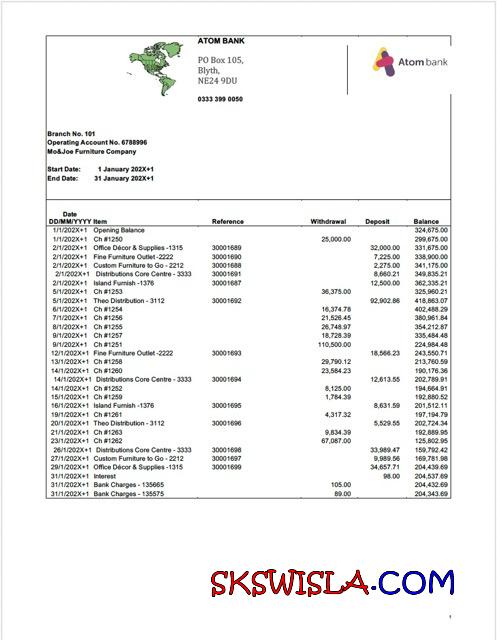 ATOM BANK
PO Box 105,
Blyth,
NE24 9DU
0333 399 0050
Atom bank
Branch No. 101
Operating Account No. 6788996
Mo&Joe Furniture Company
Start Date: 1 January 202X+1
End Date: 31 January 202X+1
Date
DD/MM/YYYY Item Reference Withdrawal Deposit Balance
1/1/202X+1 Opening Balance 324,675.00
1/1/202X+1 Ch #1250 25,000.00 299,675.00
2/1/202X+1 Office Décor & Supplies -1315 30001689 32,000.00 331,675.00
2/1/202X+1 Fine Furniture Outlet -2222 30001690 7,225.00 338,900.00
2/1/202X+1 Custom Furniture to Go - 2212 30001688 2,275.00 341,175.00
2/1/202X+1 Distributions Core Centre - 3333 30001691 8,660.21 349,835.21
2/1/202X+1 Island Furnish -1376 30001687 12,500.00 362,335.21
5/1/202X+1 Ch #1253 36,375.00 325,960.21
5/1/202X+1 Theo Distribution - 3112 30001692 92,902.86 418,863.07
6/1/202X+1 Ch #1254 16,374.78 402,488.29
7/1/202X+1 Ch #1256 21,526.45 380,961.84
8/1/202X+1 Ch #1255 26,748.97 354,212.87
9/1/202X+1 Ch #1257 18,728.39 335,484.48
9/1/202X+1 Ch #1251 110,500.00 224,984.48
12/1/202X+1 Fine Furniture Outlet -2222 30001693 18,566.23 243,550.71
13/1/202X+1 Ch #1258 29,790.12 213,760.59
14/1/202X+1 Ch #1260 23,584.23 190,176.36
14/1/202X+1 Distributions Core Centre - 3333 30001694 12,613.55 202,789.91
14/1/202X+1 Ch #1252 8,125.00 194,664.91
15/1/202X+1 Ch #1259 1,784.39 192,880.52
16/1/202X+1 Island Furnish -1376 30001695 8,631.59 201,512.11
19/1/202X+1 Ch #1261 4,317.32 197,194.79
20/1/202X+1 Theo Distribution - 3112 30001696 5,529.55 202,724.34
21/1/202X+1 Ch #1263 9,834.39 192,889.95
23/1/202X+1 Ch #1262 67,087.00 125,802.95
26/1/202X+1 Distributions Core Centre - 3333 30001698 33,989.47 159,792.42
27/1/202X+1 Custom Furniture to Go - 2212 30001697 9,989.56 169,781.98
29/1/202X+1 Office Décor & Supplies -1315 30001699 34,657.71 204,439.69
31/1/202X+1 Interest 98.00 204,537.69
31/1/202X+1 Bank Charges - 135665 105.00 204,432.69
31/1/202X+1 Bank Charges - 135575 89.00 204,343.69
SKSWISLA.COM